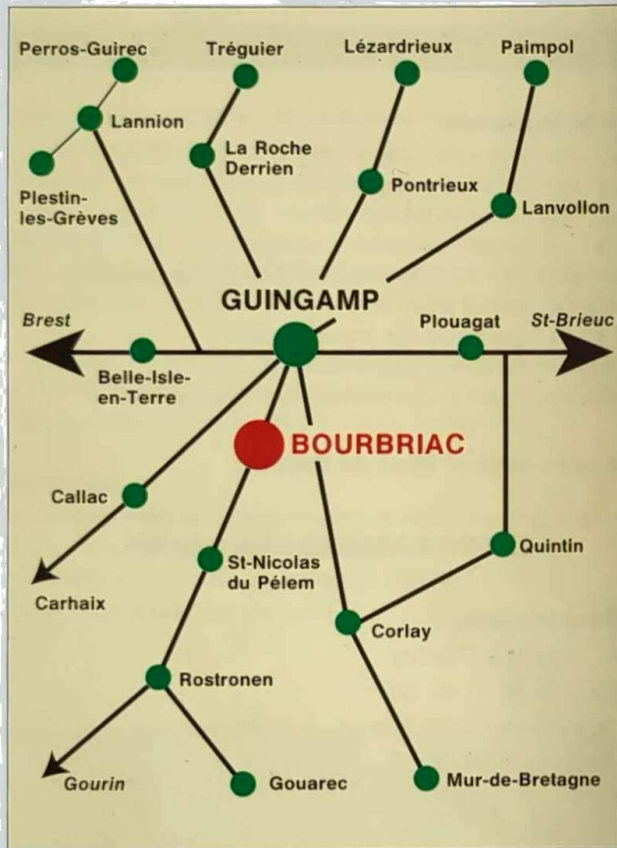 Perros-Guirec
Tréguier
Lézardrieux
Paimpol
Lannion
La Roche
Derrien
Pontrieux
Plestin-
les-Grèves
Lanvollon
GUINGAMP
Brest
Plouagat
St-Brieuc
Belle-Isle-
en-Terre
BOURBRIAC
Callac
Quintin
St-Nicolas
du Pélem
Carhaix
Corlay
Rostronen
Gourin
Gouarec
Mur-de-Bretagne